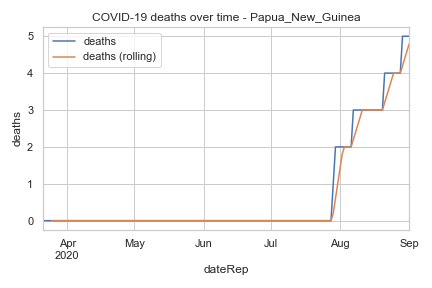 COVID-19 deaths over time - Papua_New_Guinea
deaths
deaths (rolling)
deaths
5
4
3
2
1
0
Apr
2020
May
Jun
Jul
Aug
Sep
dateRep